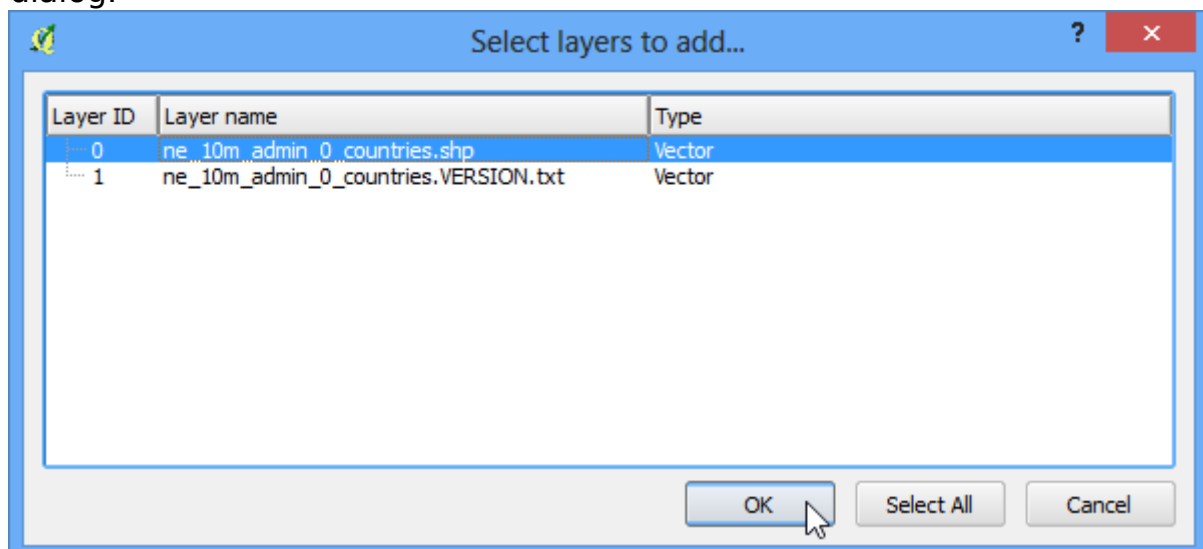 dialog.
Select layers to add...
?
×
Layer ID Layer name Type
0 ne_10m_admin_0_countries.shp Vector
1 ne_10m_admin_0_countries.VERSION.txt Vector
OK Select All Cancel